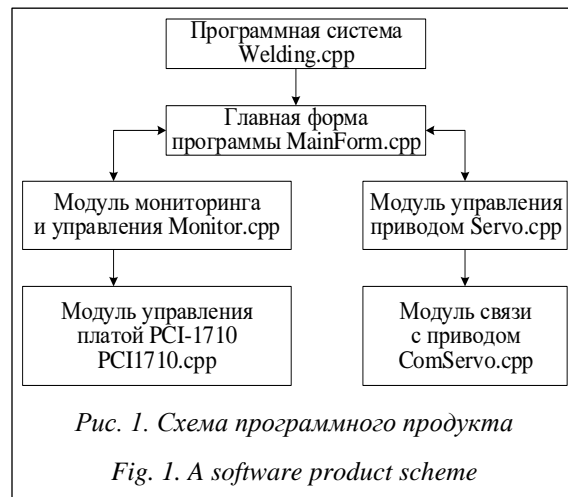 Программная система
Welding.cpp
Главная форма
программы MainForm.cpp
Модуль мониторинга
и управления Monitor.cpp
Модуль управления
приводом Servo.cpp
Модуль управления
платой PCI-1710
PCI1710.cpp
Модуль связи
с приводом
ComServo.cpp
Рис. 1. Схема программного продукта
Fig. 1. A software product scheme